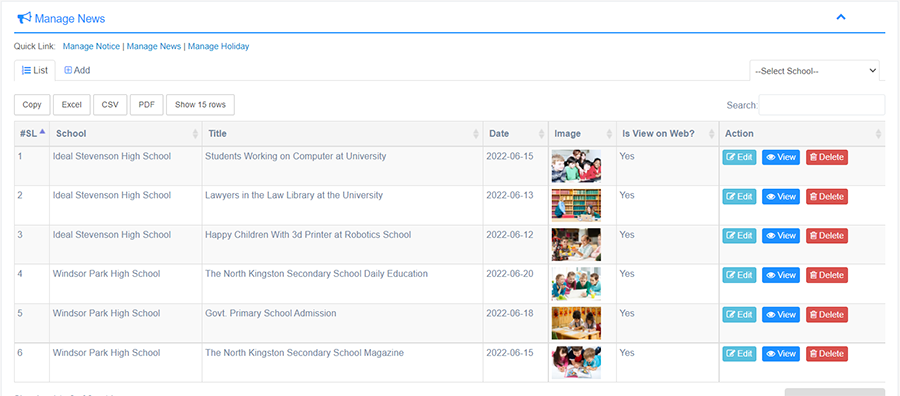 Manage News
Quick Link: Manage Notice | Manage News | Manage Holiday
List Add --Select School--
Copy Excel CSV PDF Show 15 rows Search:
#SL School Title Date Image Is View on Web? Action
1 Ideal Stevenson High School Students Working on Computer at University 2022-06-15 Yes Edit View Delete
2 Ideal Stevenson High School Lawyers in the Law Library at the University 2022-06-13 Yes Edit View Delete
3 Ideal Stevenson High School Happy Children With 3d Printer at Robotics School 2022-06-12 Yes Edit View Delete
4 Windsor Park High School The North Kingston Secondary School Daily Education 2022-06-20 Yes Edit View Delete
5 Windsor Park High School Govt. Primary School Admission 2022-06-18 Yes Edit View Delete
6 Windsor Park High School The North Kingston Secondary School Magazine 2022-06-15 Yes Edit View Delete